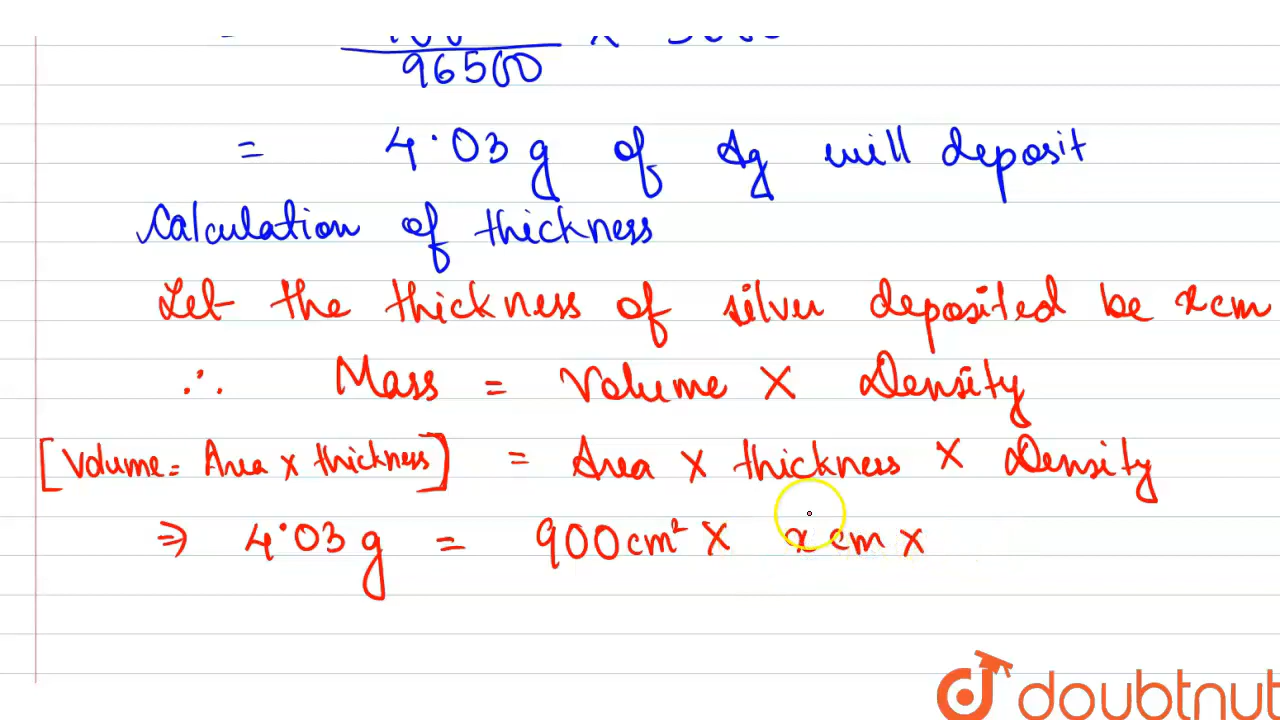 96500
= 4.03 g of Ag will deposit
Calculation of thickness
Let the thickness of silver deposited be x cm
∴ Mass = Volume × Density
[Volume = Area × thickness] = Area × thickness × Density
⇒ 4.03 g = 900 cm² × x cm ×
doubtnut